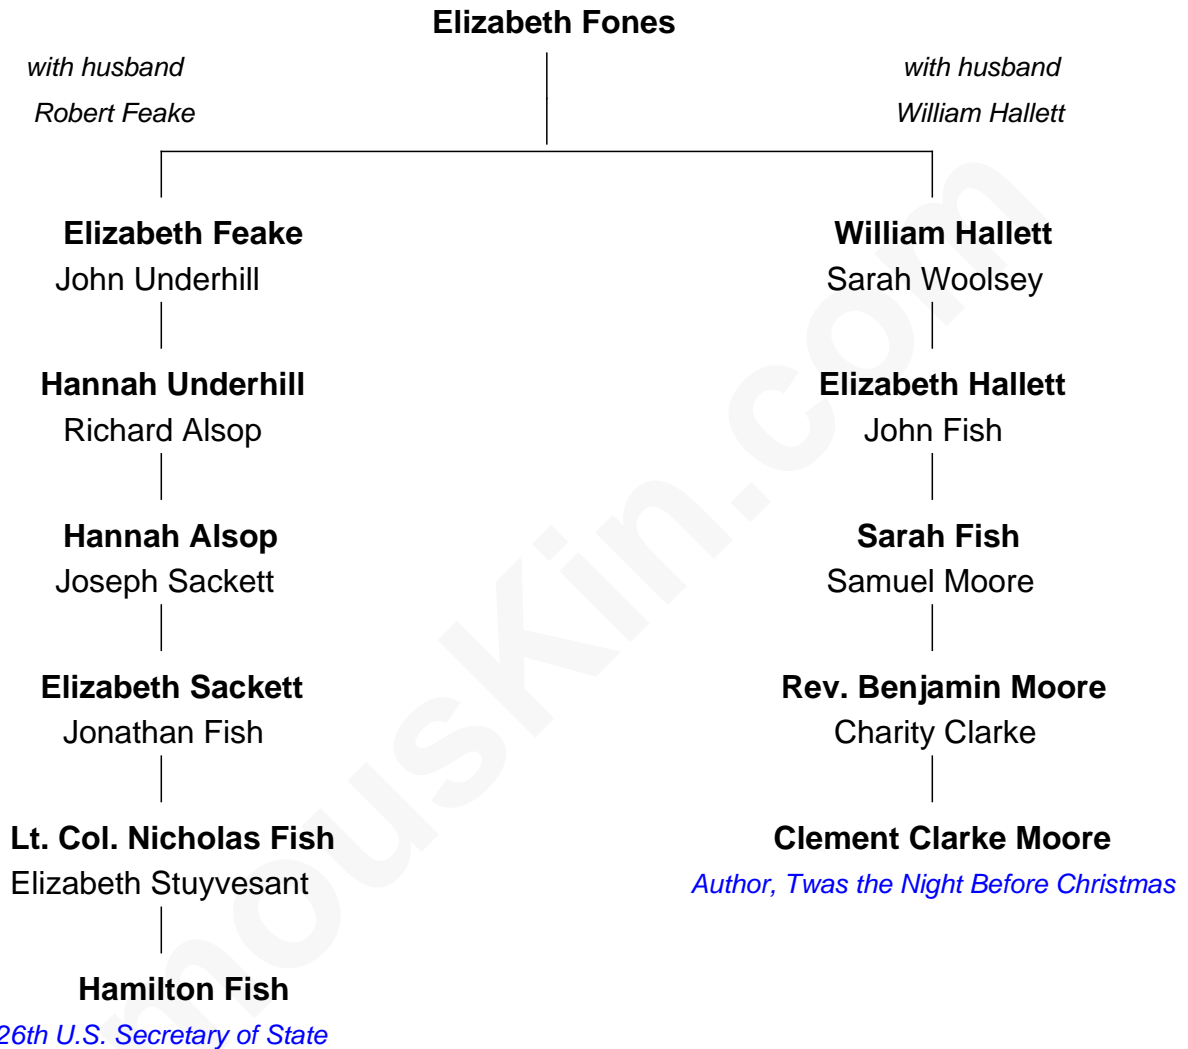 Elizabeth Fones
with husband
Robert Feake
with husband
William Hallett
Elizabeth Feake
John Underhill
William Hallett
Sarah Woolsey
Hannah Underhill
Richard Alsop
Elizabeth Hallett
John Fish
Hannah Alsop
Joseph Sackett
Sarah Fish
Samuel Moore
Elizabeth Sackett
Jonathan Fish
Rev. Benjamin Moore
Charity Clarke
Lt. Col. Nicholas Fish
Elizabeth Stuyvesant
Clement Clarke Moore
Author, Twas the Night Before Christmas
Hamilton Fish
26th U.S. Secretary of State
mousKin.com